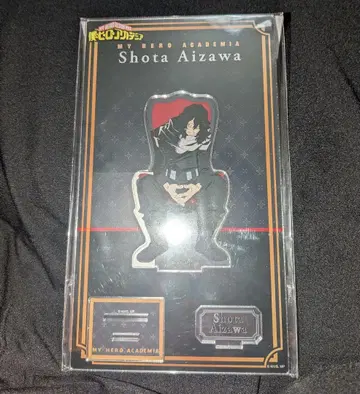 僕のヒーローアカデミア
MY HERO ACADEMIA
Shota Aizawa
Shota
Aizawa
MY HERO ACADEMIA